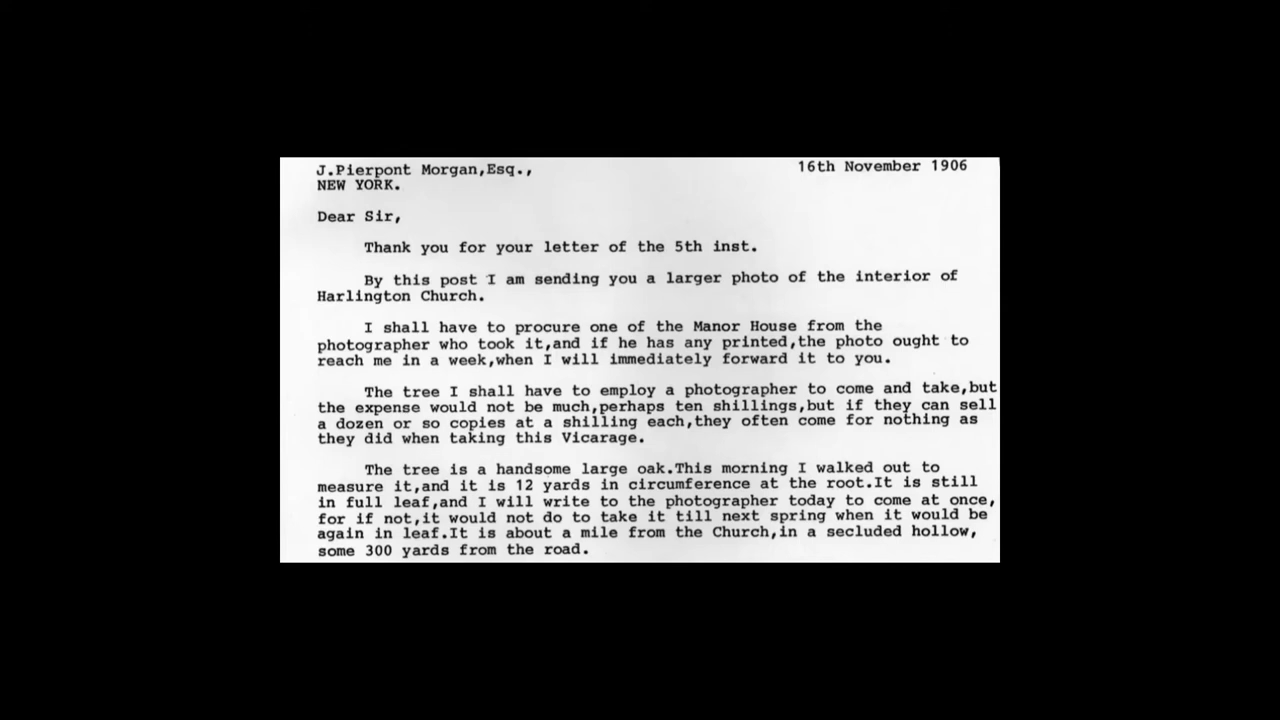 J.Pierpont Morgan,Esq., 16th November 1906
NEW YORK.
Dear Sir,
Thank you for your letter of the 5th inst.
By this post I am sending you a larger photo of the interior of
Harlington Church.
I shall have to procure one of the Manor House from the
photographer who took it,and if he has any printed,the photo ought to
reach me in a week,when I will immediately forward it to you.
The tree I shall have to employ a photographer to come and take,but
the expense would not be much,perhaps ten shillings,but if they can sell
a dozen or so copies at a shilling each,they often come for nothing as
they did when taking this Vicarage.
The tree is a handsome large oak.This morning I walked out to
measure it,and it is 12 yards in circumference at the root.It is still
in full leaf,and I will write to the photographer today to come at once,
for if not,it would not do to take it till next spring when it would be
again in leaf.It is about a mile from the Church,in a secluded hollow,
some 300 yards from the road.